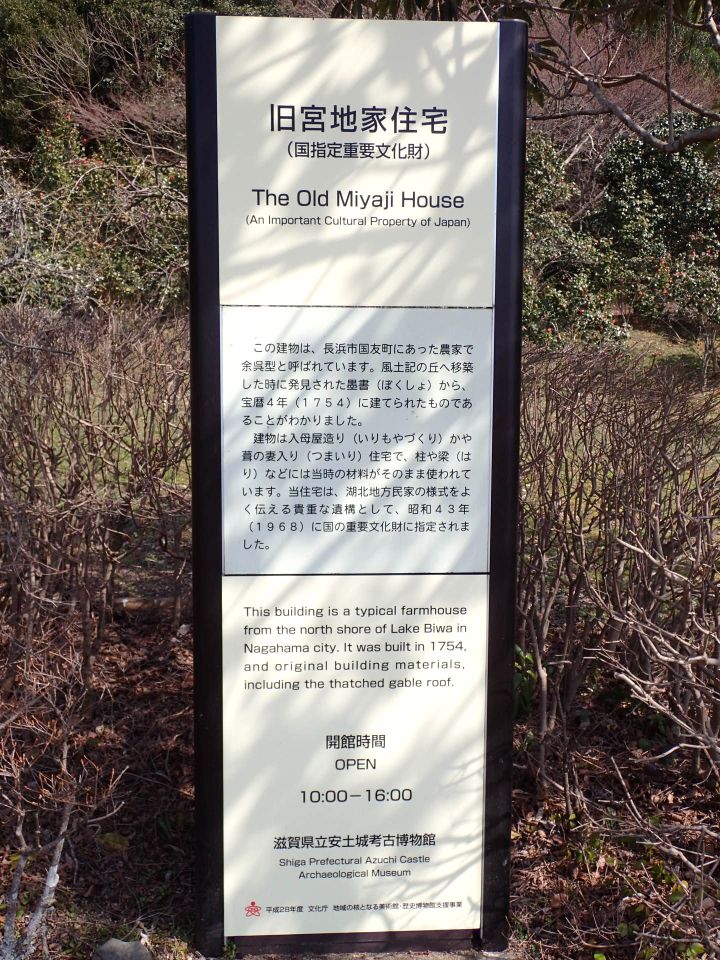 旧宮地家住宅
（国指定重要文化財）
The Old Miyaji House
(An Important Cultural Property of Japan)
この建物は、長浜市国友町にあった農家で
余呉型と呼ばれています。風土記の丘へ移築
した時に発見された墨書（ぼくしょ）から、
宝暦４年（１７５４）に建てられたものであ
ることがわかりました。
建物は入母屋造り（いりもやづくり）かや
葺の妻入り（つまいり）住宅で、柱や梁（は
り）などには当時の材料がそのまま使われて
います。当住宅は、湖北地方民家の様式をよ
く伝える貴重な遺構として、昭和４３年
（１９６８）に国の重要文化財に指定されま
した。
This building is a typical farmhouse
from the north shore of Lake Biwa in
Nagahama city. It was built in 1754,
and original building materials,
including the thatched gable roof.
開館時間
OPEN
10:00－16:00
滋賀県立安土城考古博物館
Shiga Prefectural Azuchi Castle
Archaeological Museum
平成28年度 文化庁 地域の核となる美術館・歴史博物館支援事業